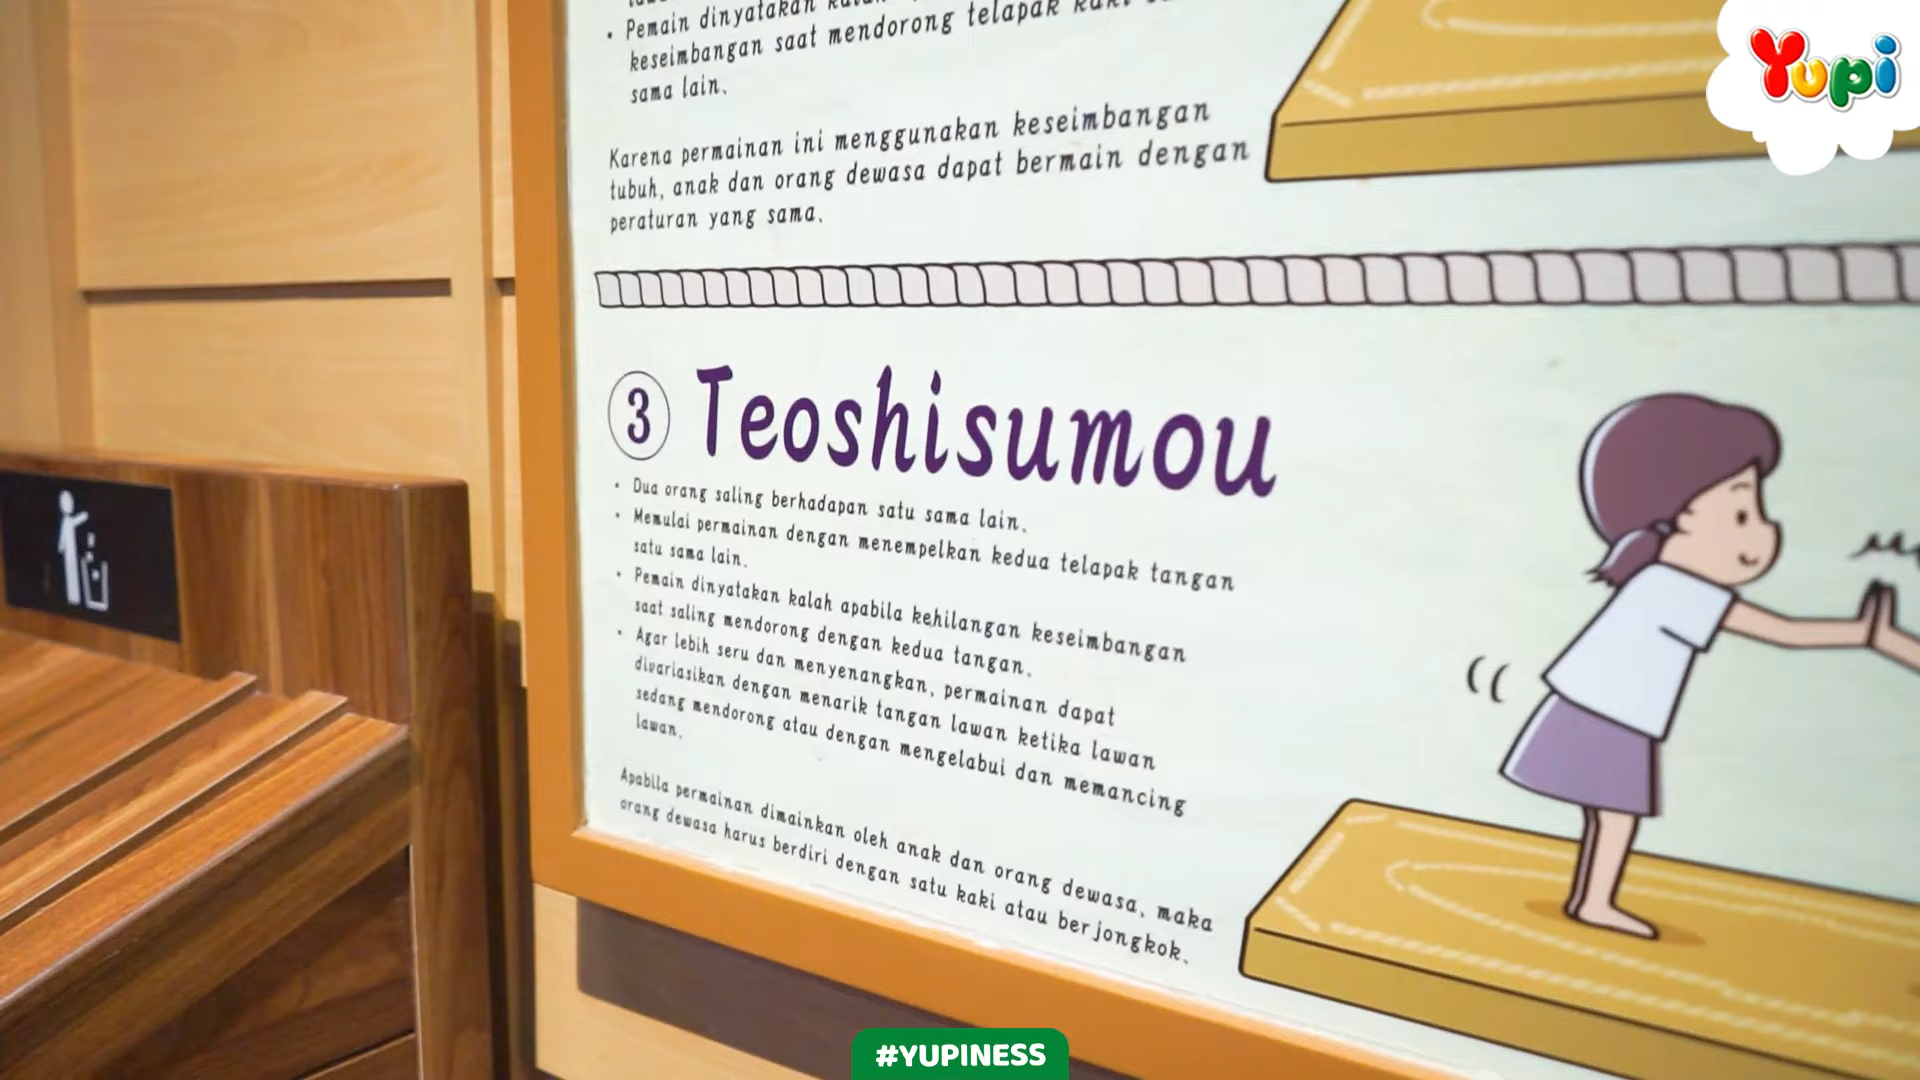 • Pemain dinyatakan
keseimbangan saat mendorong telapak kaki
sama lain.
Karena permainan ini menggunakan keseimbangan
tubuh, anak dan orang dewasa dapat bermain dengan
peraturan yang sama.
3 Teoshisumou
• Dua orang saling berhadapan satu sama lain.
• Memulai permainan dengan menempelkan kedua telapak tangan
satu sama lain.
• Pemain dinyatakan kalah apabila kehilangan keseimbangan
saat saling mendorong dengan kedua tangan.
• Agar lebih seru dan menyenangkan, permainan dapat
divariasikan dengan menarik tangan lawan ketika lawan
sedang mendorong atau dengan mengelabui dan memancing
lawan.
Apabila permainan dimainkan oleh anak dan orang dewasa, maka
orang dewasa harus berdiri dengan satu kaki atau berjongkok.
Yupi
#YUPINESS